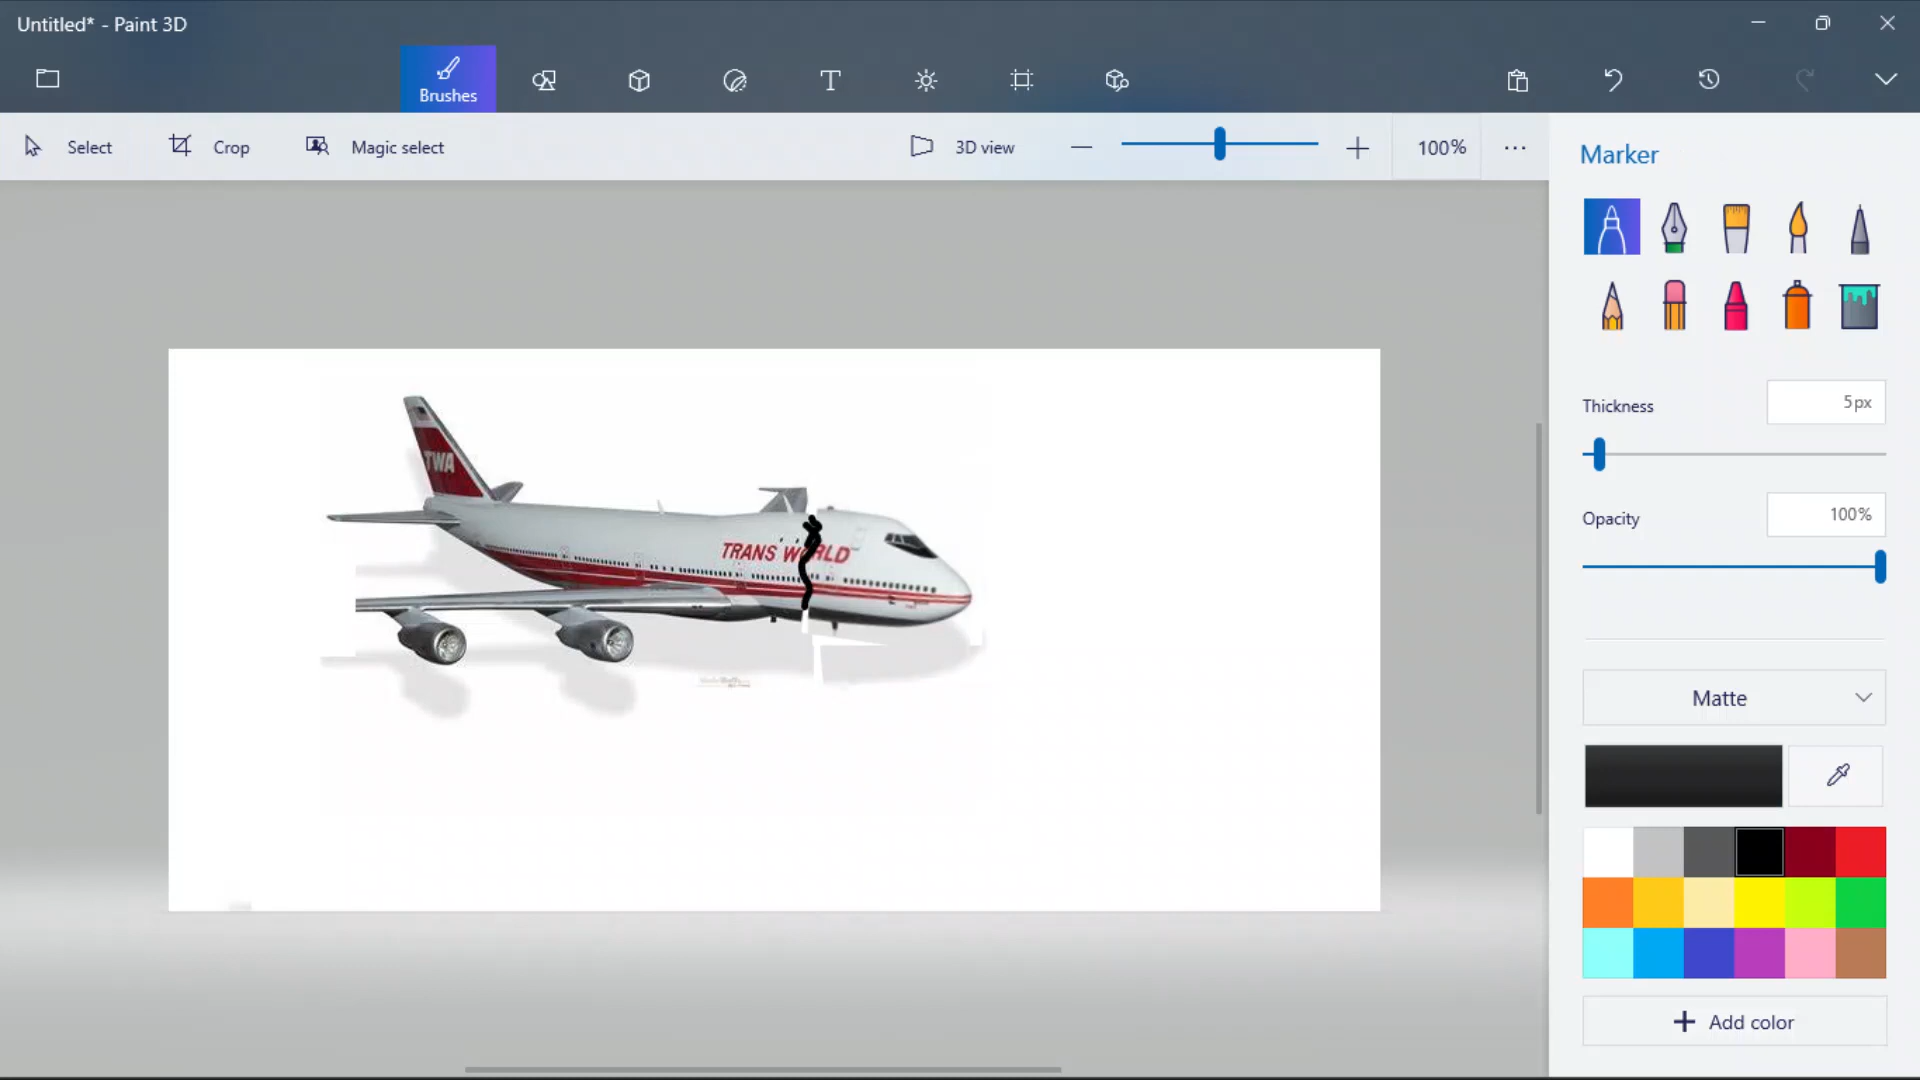 Untitled* - Paint 3D
Brushes
Select
Crop
Magic select
3D view
100%
Marker
Thickness
5px
Opacity
100%
Matte
Add color
TWA
TRANS WORLD